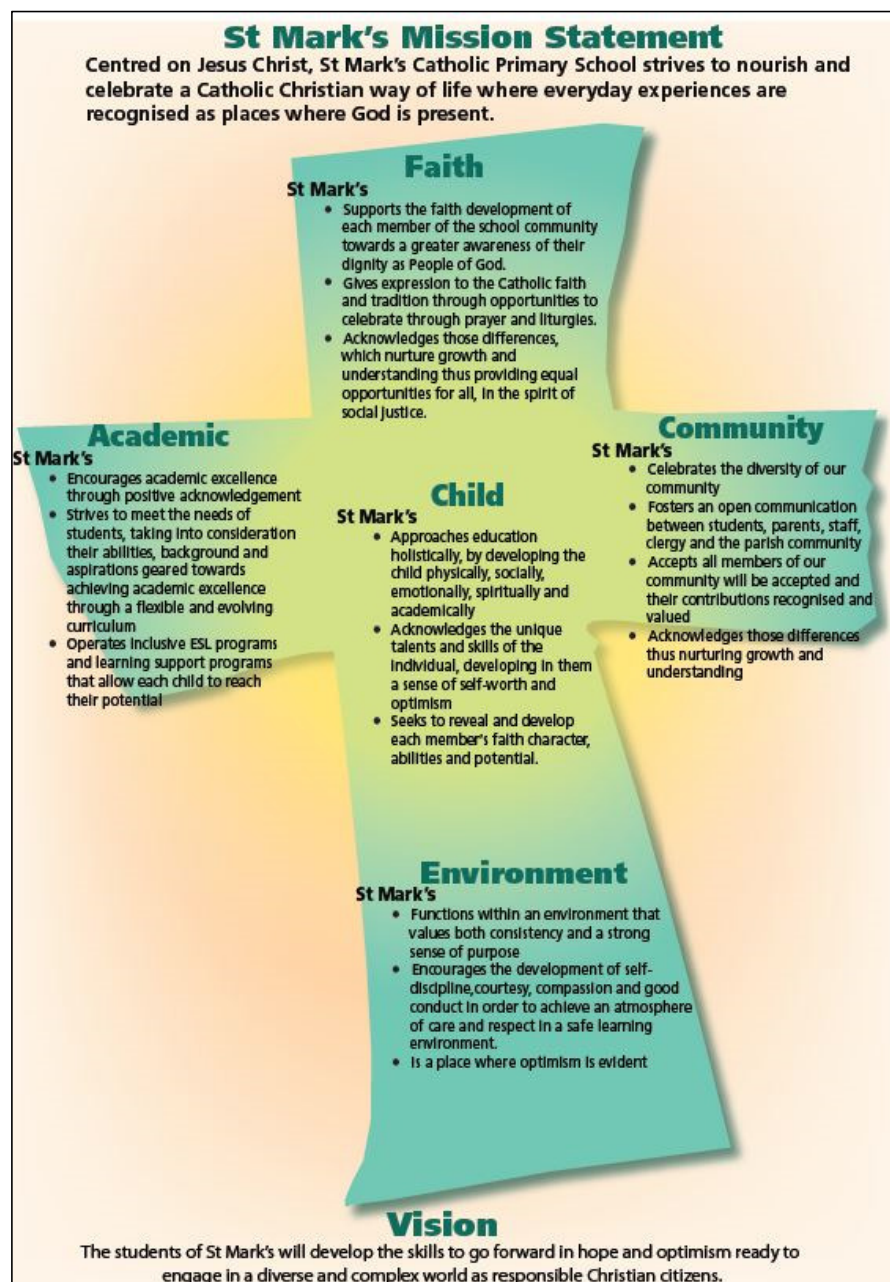 St Mark's Mission Statement
Centred on Jesus Christ, St Mark's Catholic Primary School strives to nourish and
celebrate a Catholic Christian way of life where everyday experiences are
recognised as places where God is present.
Faith
St Mark's
• Supports the faith development of
each member of the school community
towards a greater awareness of their
dignity as People of God.
• Gives expression to the Catholic faith
and tradition through opportunities to
celebrate through prayer and liturgies.
• Acknowledges those differences,
which nurture growth and
understanding thus providing equal
opportunities for all, in the spirit of
social justice.
Academic
St Mark's
• Encourages academic excellence
through positive acknowledgement
• Strives to meet the needs of
students, taking into consideration
their abilities, background and
aspirations geared towards
achieving academic excellence
through a flexible and evolving
curriculum
• Operates inclusive ESL programs
and learning support programs
that allow each child to reach
their potential
Child
St Mark's
• Approaches education
holistically, by developing the
child physically, socially,
emotionally, spiritually and
academically
• Acknowledges the unique
talents and skills of the
individual, developing in them
a sense of self-worth and
optimism
• Seeks to reveal and develop
each member's faith character,
abilities and potential.
Community
St Mark's
• Celebrates the diversity of our
community
• Fosters an open communication
between students, parents, staff,
clergy and the parish community
• Accepts all members of our
community will be accepted and
their contributions recognised and
valued
• Acknowledges those differences
thus nurturing growth and
understanding
Environment
St Mark's
• Functions within an environment that
values both consistency and a strong
sense of purpose
• Encourages the development of self-
discipline,courtesy, compassion and good
conduct in order to achieve an atmosphere
of care and respect in a safe learning
environment.
• Is a place where optimism is evident
Vision
The students of St Mark's will develop the skills to go forward in hope and optimism ready to
engage in a diverse and complex world as responsible Christian citizens.